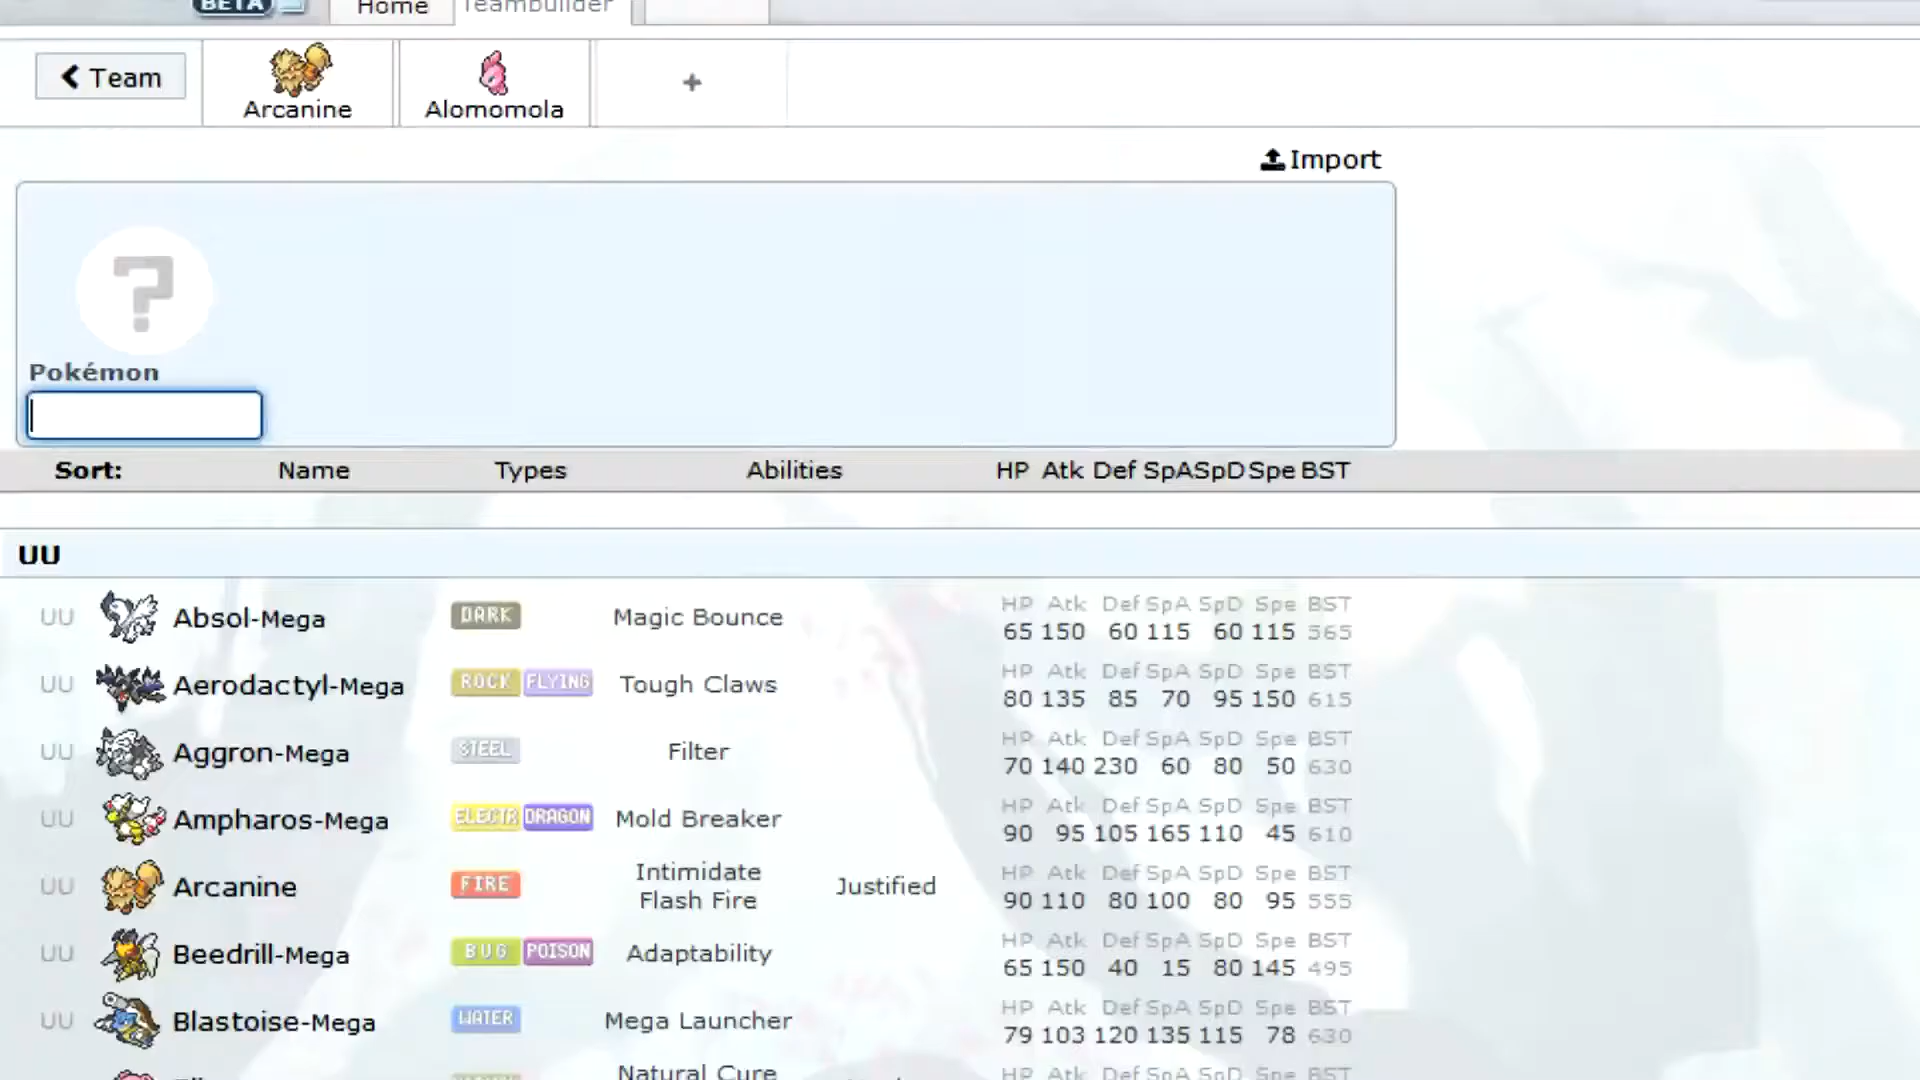 BETA Home Teambuilder
Team Arcanine Alomomola +
Import
?
Pokémon
Sort: Name Types Abilities HP Atk Def SpA SpD Spe BST
UU
HP Atk Def SpA SpD Spe BST
UU Absol-Mega DARK Magic Bounce 65 150 60 115 60 115 565
HP Atk Def SpA SpD Spe BST
UU Aerodactyl-Mega ROCK FLYING Tough Claws 80 135 85 70 95 150 615
HP Atk Def SpA SpD Spe BST
UU Aggron-Mega STEEL Filter 70 140 230 60 80 50 630
HP Atk Def SpA SpD Spe BST
UU Ampharos-Mega ELECTR DRAGON Mold Breaker 90 95 105 165 110 45 610
Intimidate HP Atk Def SpA SpD Spe BST
UU Arcanine FIRE Flash Fire Justified 90 110 80 100 80 95 555
HP Atk Def SpA SpD Spe BST
UU Beedrill-Mega BUG POISON Adaptability 65 150 40 15 80 145 495
HP Atk Def SpA SpD Spe BST
UU Blastoise-Mega WATER Mega Launcher 79 103 120 135 115 78 630
Natural Cure HP Atk Def SpA SpD Spe BST